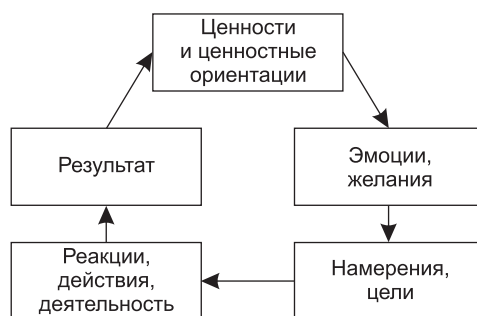 Ценности
и ценностные
ориентации
Эмоции,
желания
Намерения,
цели
Реакции,
действия,
деятельность
Результат